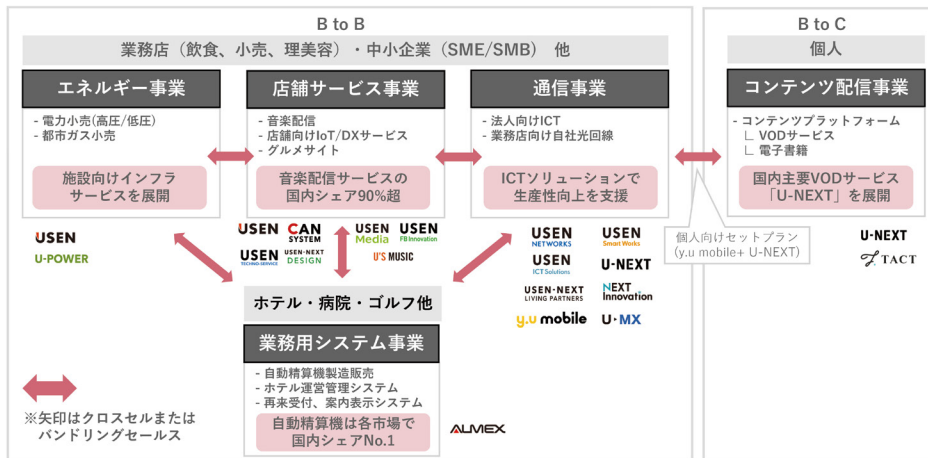 B to B
業務店（飲食、小売、理美容）・中小企業（SME/SMB） 他
エネルギー事業
- 電力小売(高圧/低圧)
- 都市ガス小売
施設向けインフラ
サービスを展開
USEN
U-POWER
店舗サービス事業
- 音楽配信
- 店舗向けIoT/DXサービス
- グルメサイト
音楽配信サービスの
国内シェア90%超
USEN
CAN
SYSTEM
USEN
Media
USEN
FB Innovation
USEN
TECHNO-SERVICE
USEN-NEXT
DESIGN
U'S MUSIC
通信事業
- 法人向けICT
- 業務店向け自社光回線
ICTソリューションで
生産性向上を支援
USEN
NETWORKS
USEN
Smart Works
USEN
ICT Solutions
U-NEXT
USEN-NEXT
LIVING PARTNERS
NEXT
Innovation
y.u mobile
U-MX
ホテル・病院・ゴルフ他
業務用システム事業
- 自動精算機製造販売
- ホテル運営管理システム
- 再来受付、案内表示システム
自動精算機は各市場で
国内シェアNo.1
ALMEX
※矢印はクロスセルまたは
バンドリングセールス
B to C
個人
コンテンツ配信事業
- コンテンツプラットフォーム
∟ VODサービス
∟ 電子書籍
国内主要VODサービス
「U-NEXT」を展開
個人向けセットプラン
(y.u mobile+ U-NEXT)
U-NEXT
TACT